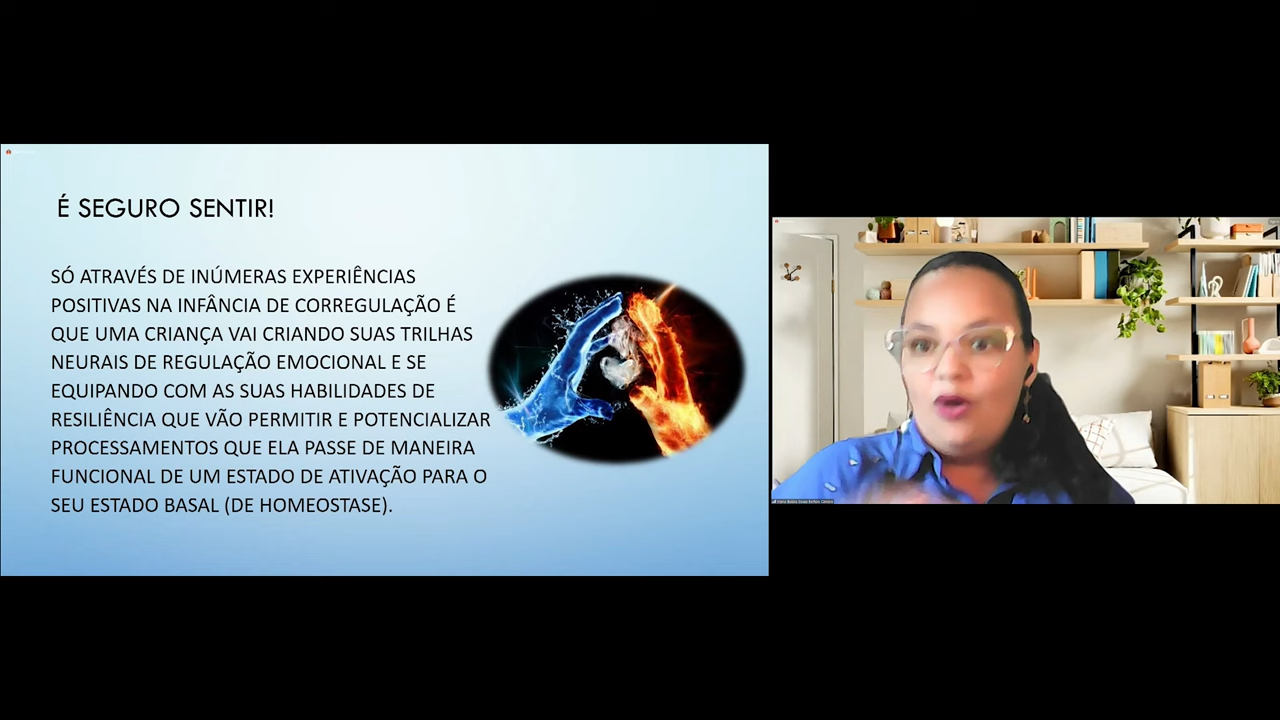 É SEGURO SENTIR!
SÓ ATRAVÉS DE INÚMERAS EXPERIÊNCIAS
POSITIVAS NA INFÂNCIA DE CORREGULAÇÃO É
QUE UMA CRIANÇA VAI CRIANDO SUAS TRILHAS
NEURAIS DE REGULAÇÃO EMOCIONAL E SE
EQUIPANDO COM AS SUAS HABILIDADES DE
RESILIÊNCIA QUE VÃO PERMITIR E POTENCIALIZAR
PROCESSAMENTOS QUE ELA PASSE DE MANEIRA
FUNCIONAL DE UM ESTADO DE ATIVAÇÃO PARA O
SEU ESTADO BASAL (DE HOMEOSTASE).